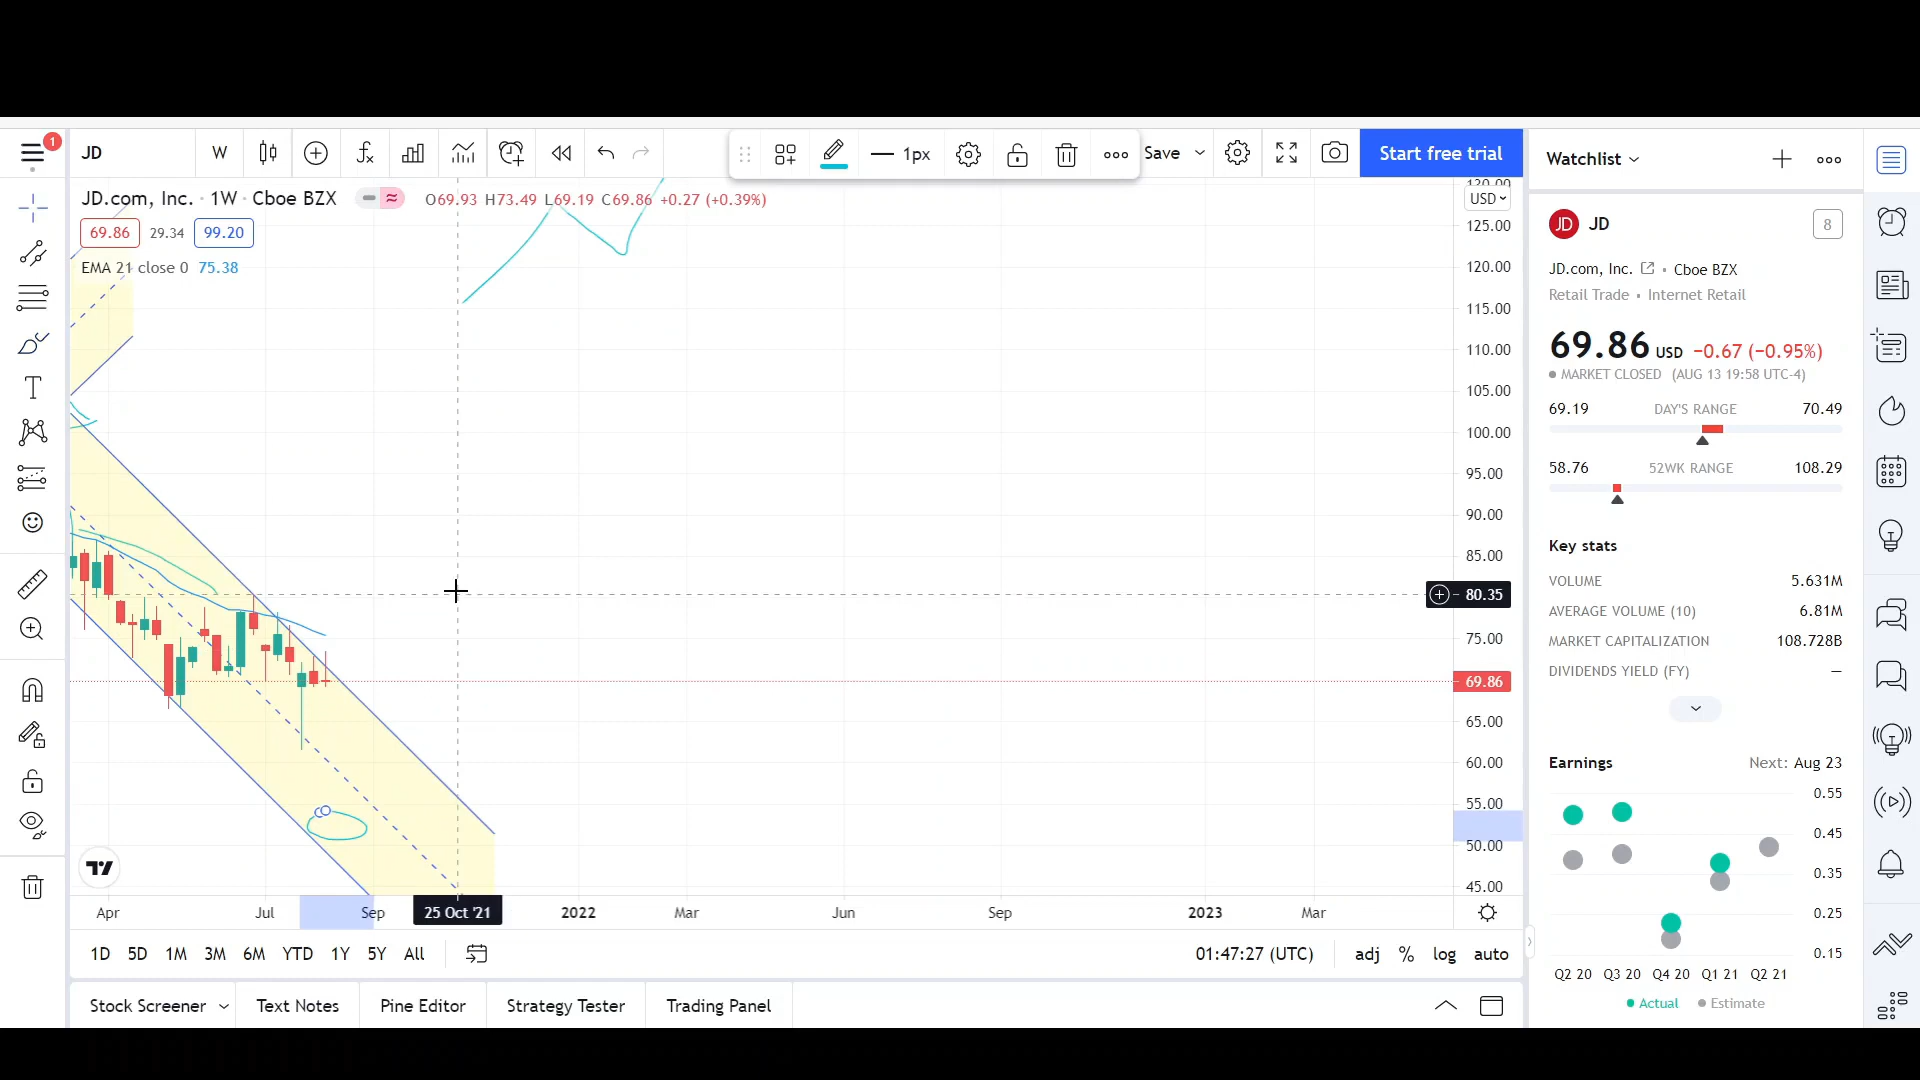 1
JD
W
1px
Save
Start free trial
Watchlist
JD.com, Inc. · 1W · Cboe BZX
O69.93 H73.49 L69.19 C69.86 +0.27 (+0.39%)
69.86 29.34 99.20
EMA 21 close 0 75.38
120.00
USD
125.00
120.00
115.00
110.00
105.00
100.00
95.00
90.00
85.00
80.35
75.00
69.86
65.00
60.00
55.00
50.00
45.00
Apr Jul Sep 25 Oct '21 2022 Mar Jun Sep 2023 Mar
1D 5D 1M 3M 6M YTD 1Y 5Y All
01:47:27 (UTC) adj % log auto
Stock Screener Text Notes Pine Editor Strategy Tester Trading Panel
JD JD 8
JD.com, Inc. • Cboe BZX
Retail Trade • Internet Retail
69.86 USD −0.67 (−0.95%)
MARKET CLOSED (AUG 13 19:58 UTC-4)
69.19 DAY'S RANGE 70.49
58.76 52WK RANGE 108.29
Key stats
VOLUME 5.631M
AVERAGE VOLUME (10) 6.81M
MARKET CAPITALIZATION 108.728B
DIVIDENDS YIELD (FY) —
Earnings Next: Aug 23
0.55
0.45
0.35
0.25
0.15
Q2 20 Q3 20 Q4 20 Q1 21 Q2 21
Actual Estimate